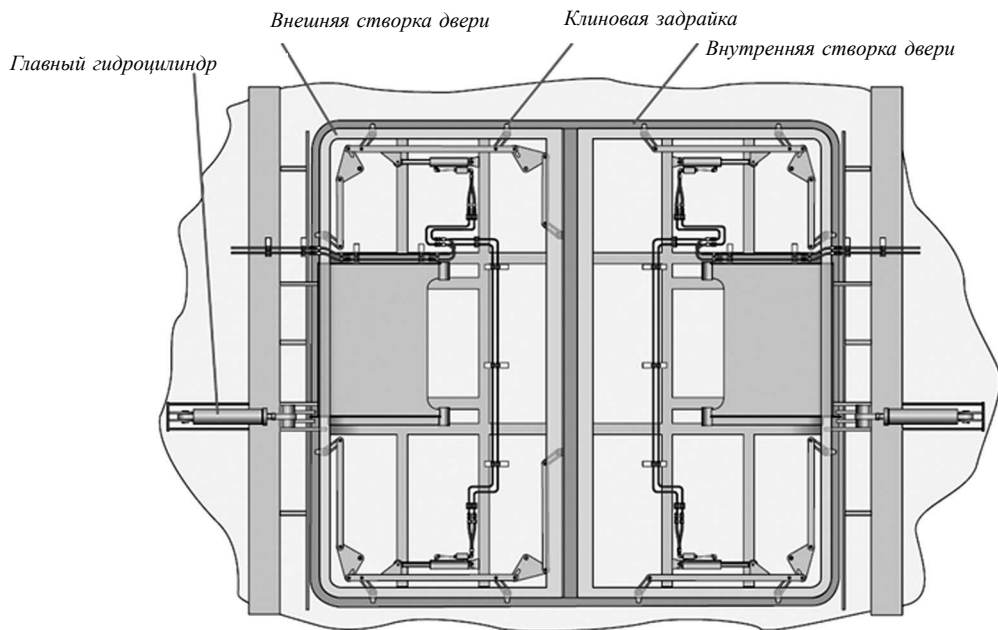 Внешняя створка двери
Клиновая задрайка
Внутренняя створка двери
Главный гидроцилиндр